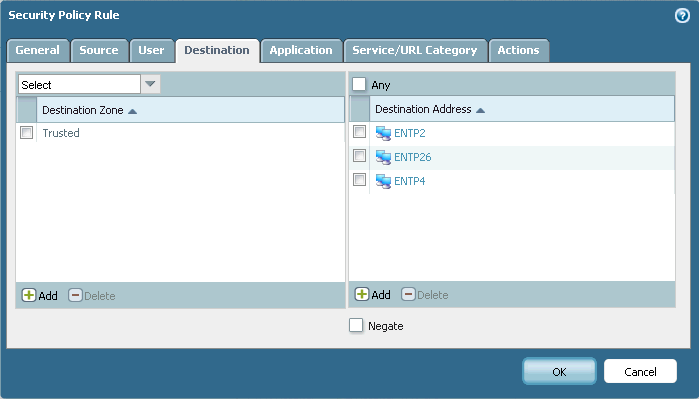 Security Policy Rule
General Source User Destination Application Service/URL Category Actions
Select
Any
Destination Zone
Destination Address
Trusted
ENTP2
ENTP26
ENTP4
Add Delete
Add Delete
Negate
OK Cancel